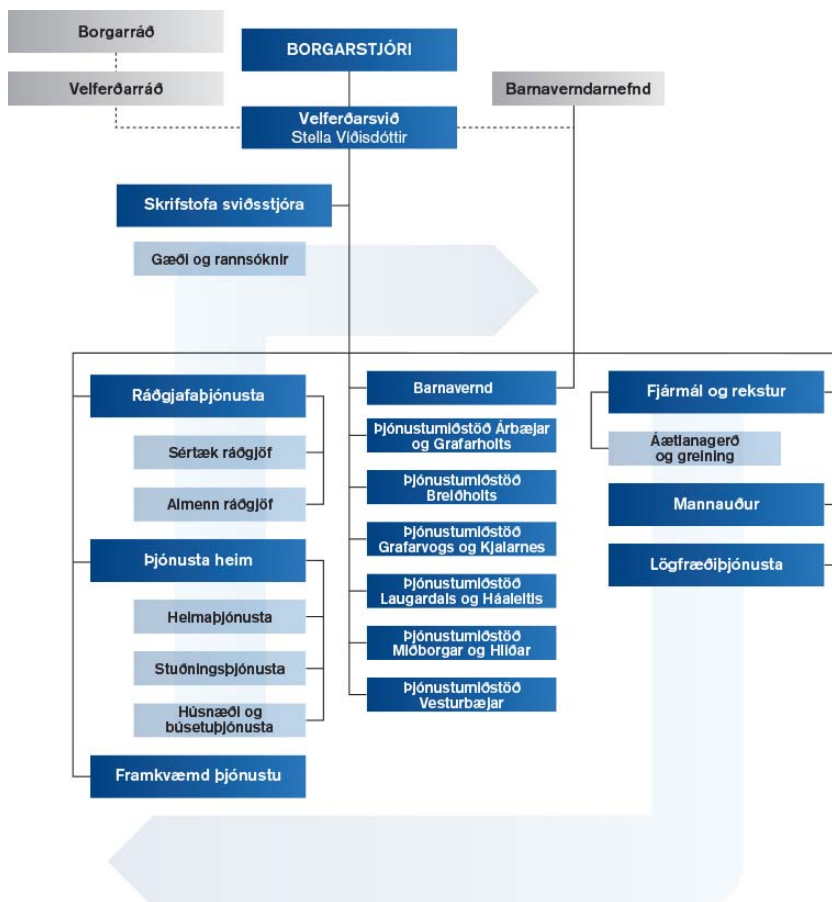 Borgarráð
BORGARSTJÓRI
Velferðarráð
Barnaverndarnefnd
Velferðarsvið
Stella Víðisdóttir
Skrifstofa sviðsstjóra
Gæði og rannsóknir
Ráðgjafaþjónusta
Sértæk ráðgjöf
Almenn ráðgjöf
Þjónusta heim
Heimaþjónusta
Stuðningsþjónusta
Húsnæði og
búsetuþjónusta
Framkvæmd þjónustu
Barnavernd
Þjónustumiðstöð Árbæjar
og Grafarholts
Þjónustumiðstöð
Breiðholts
Þjónustumiðstöð
Grafarvogs og Kjalarnes
Þjónustumiðstöð
Laugardals og Háaleitis
Þjónustumiðstöð
Miðborgar og Hlíðar
Þjónustumiðstöð
Vesturbæjar
Fjármál og rekstur
Áætlanagerð
og greining
Mannauður
Lögfræðiþjónusta